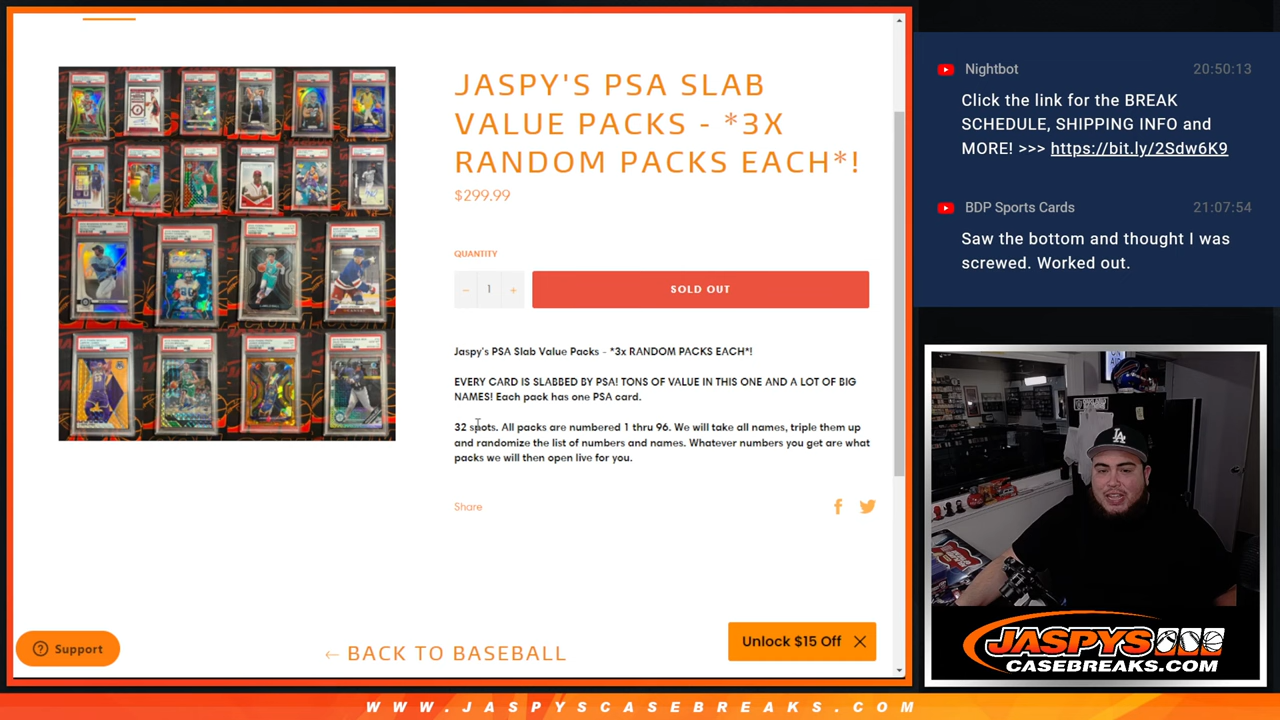 JASPY'S PSA SLAB
VALUE PACKS - *3X
RANDOM PACKS EACH*!
$299.99
QUANTITY
− 1 +
SOLD OUT
Jaspy's PSA Slab Value Packs - *3x RANDOM PACKS EACH*!
EVERY CARD IS SLABBED BY PSA! TONS OF VALUE IN THIS ONE AND A LOT OF BIG
NAMES! Each pack has one PSA card.
32 spots. All packs are numbered 1 thru 96. We will take all names, triple them up
and randomize the list of numbers and names. Whatever numbers you get are what
packs we will then open live for you.
Share
Support
← BACK TO BASEBALL
Unlock $15 Off
Nightbot 20:50:13
Click the link for the BREAK
SCHEDULE, SHIPPING INFO and
MORE! >>> https://bit.ly/2Sdw6K9
BDP Sports Cards 21:07:54
Saw the bottom and thought I was
screwed. Worked out.
LA
JASPYS
CASEBREAKS.COM
WWW.JASPYSCASEBREAKS.COM